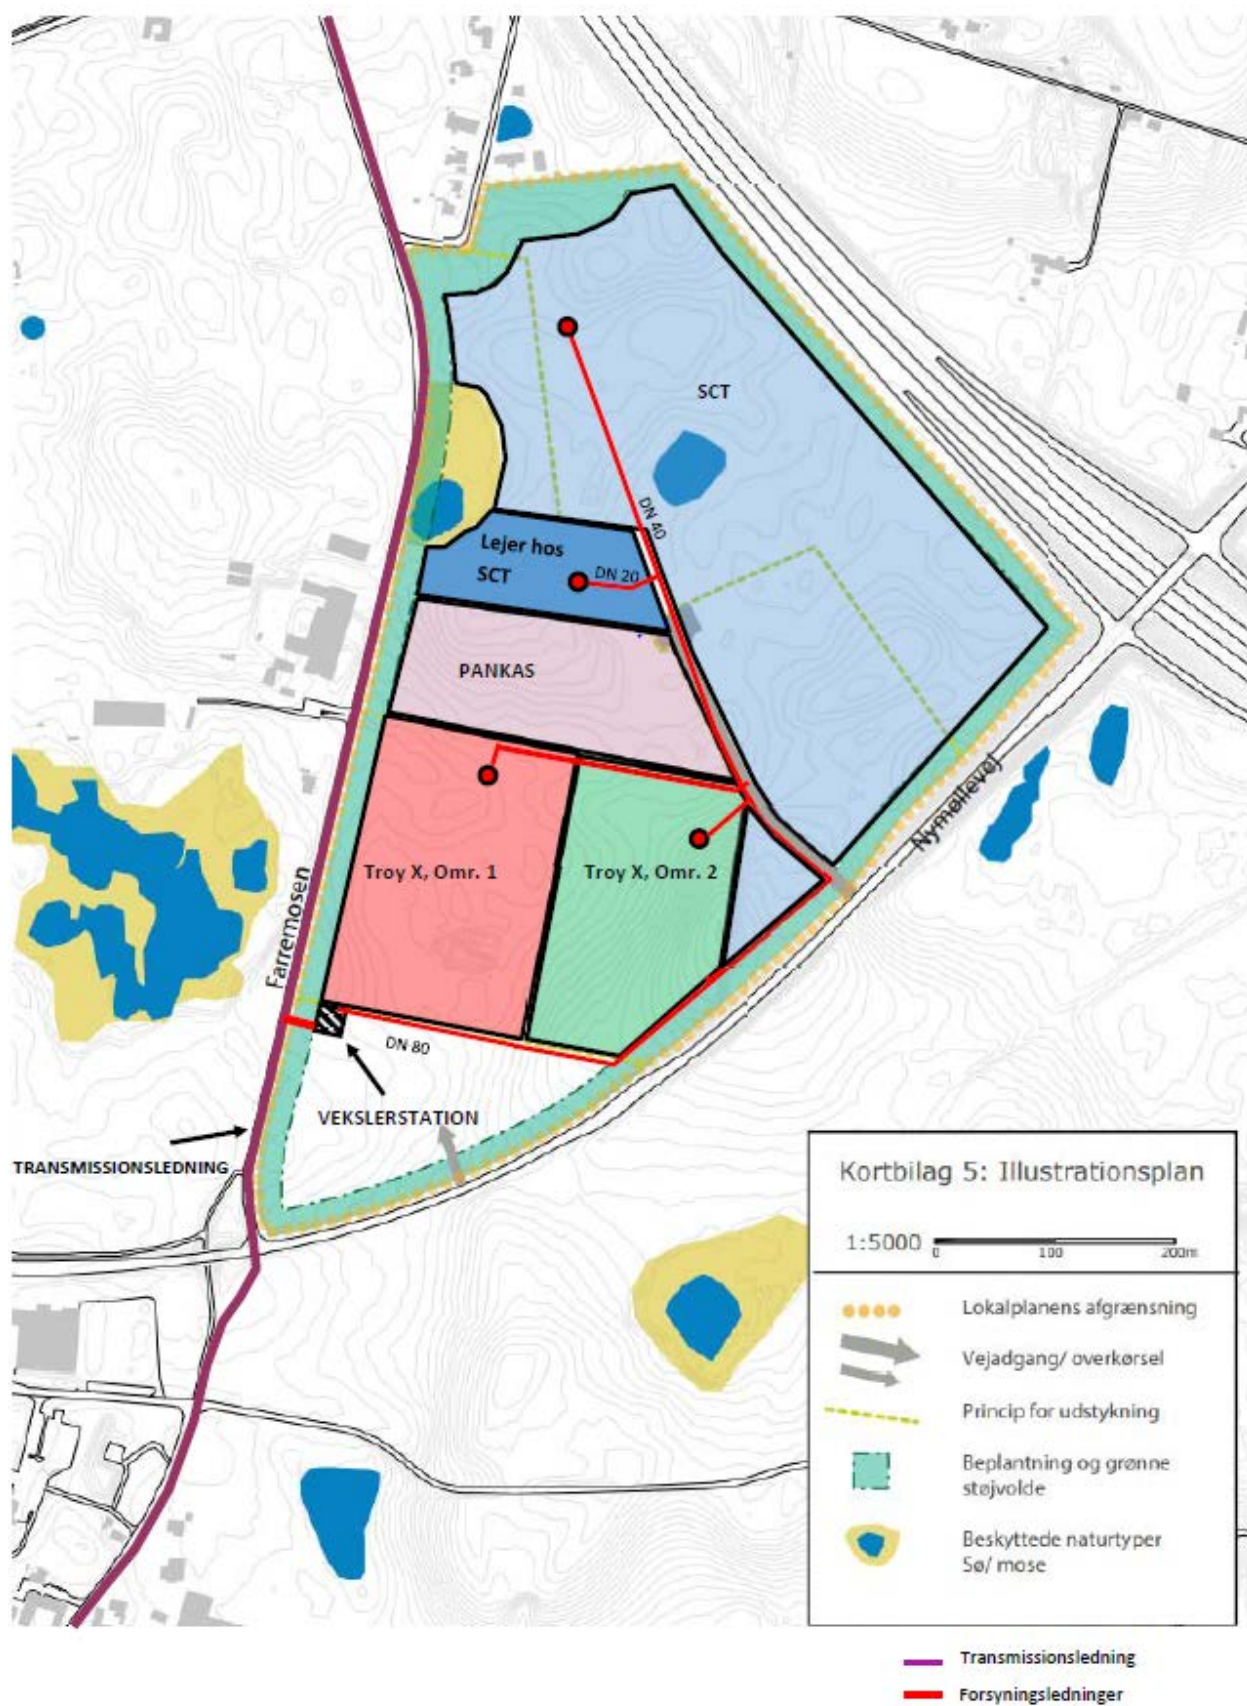 SCT
DN 40
Lejer hos
SCT
DN 20
PANKAS
Nymøllevej
Troy X, Omr. 1
Troy X, Omr. 2
Farremosen
DN 80
VEKSLERSTATION
TRANSMISSIONSLEDNING
Kortbilag 5: Illustrationsplan
1:5000
0 100 200m
Lokalplanens afgrænsning
Vejadgang/ overkørsel
Princip for udstykning
Beplantning og grønne
støjvolde
Beskyttede naturtyper
Sø/ mose
Transmissionsledning
Forsyningsledninger